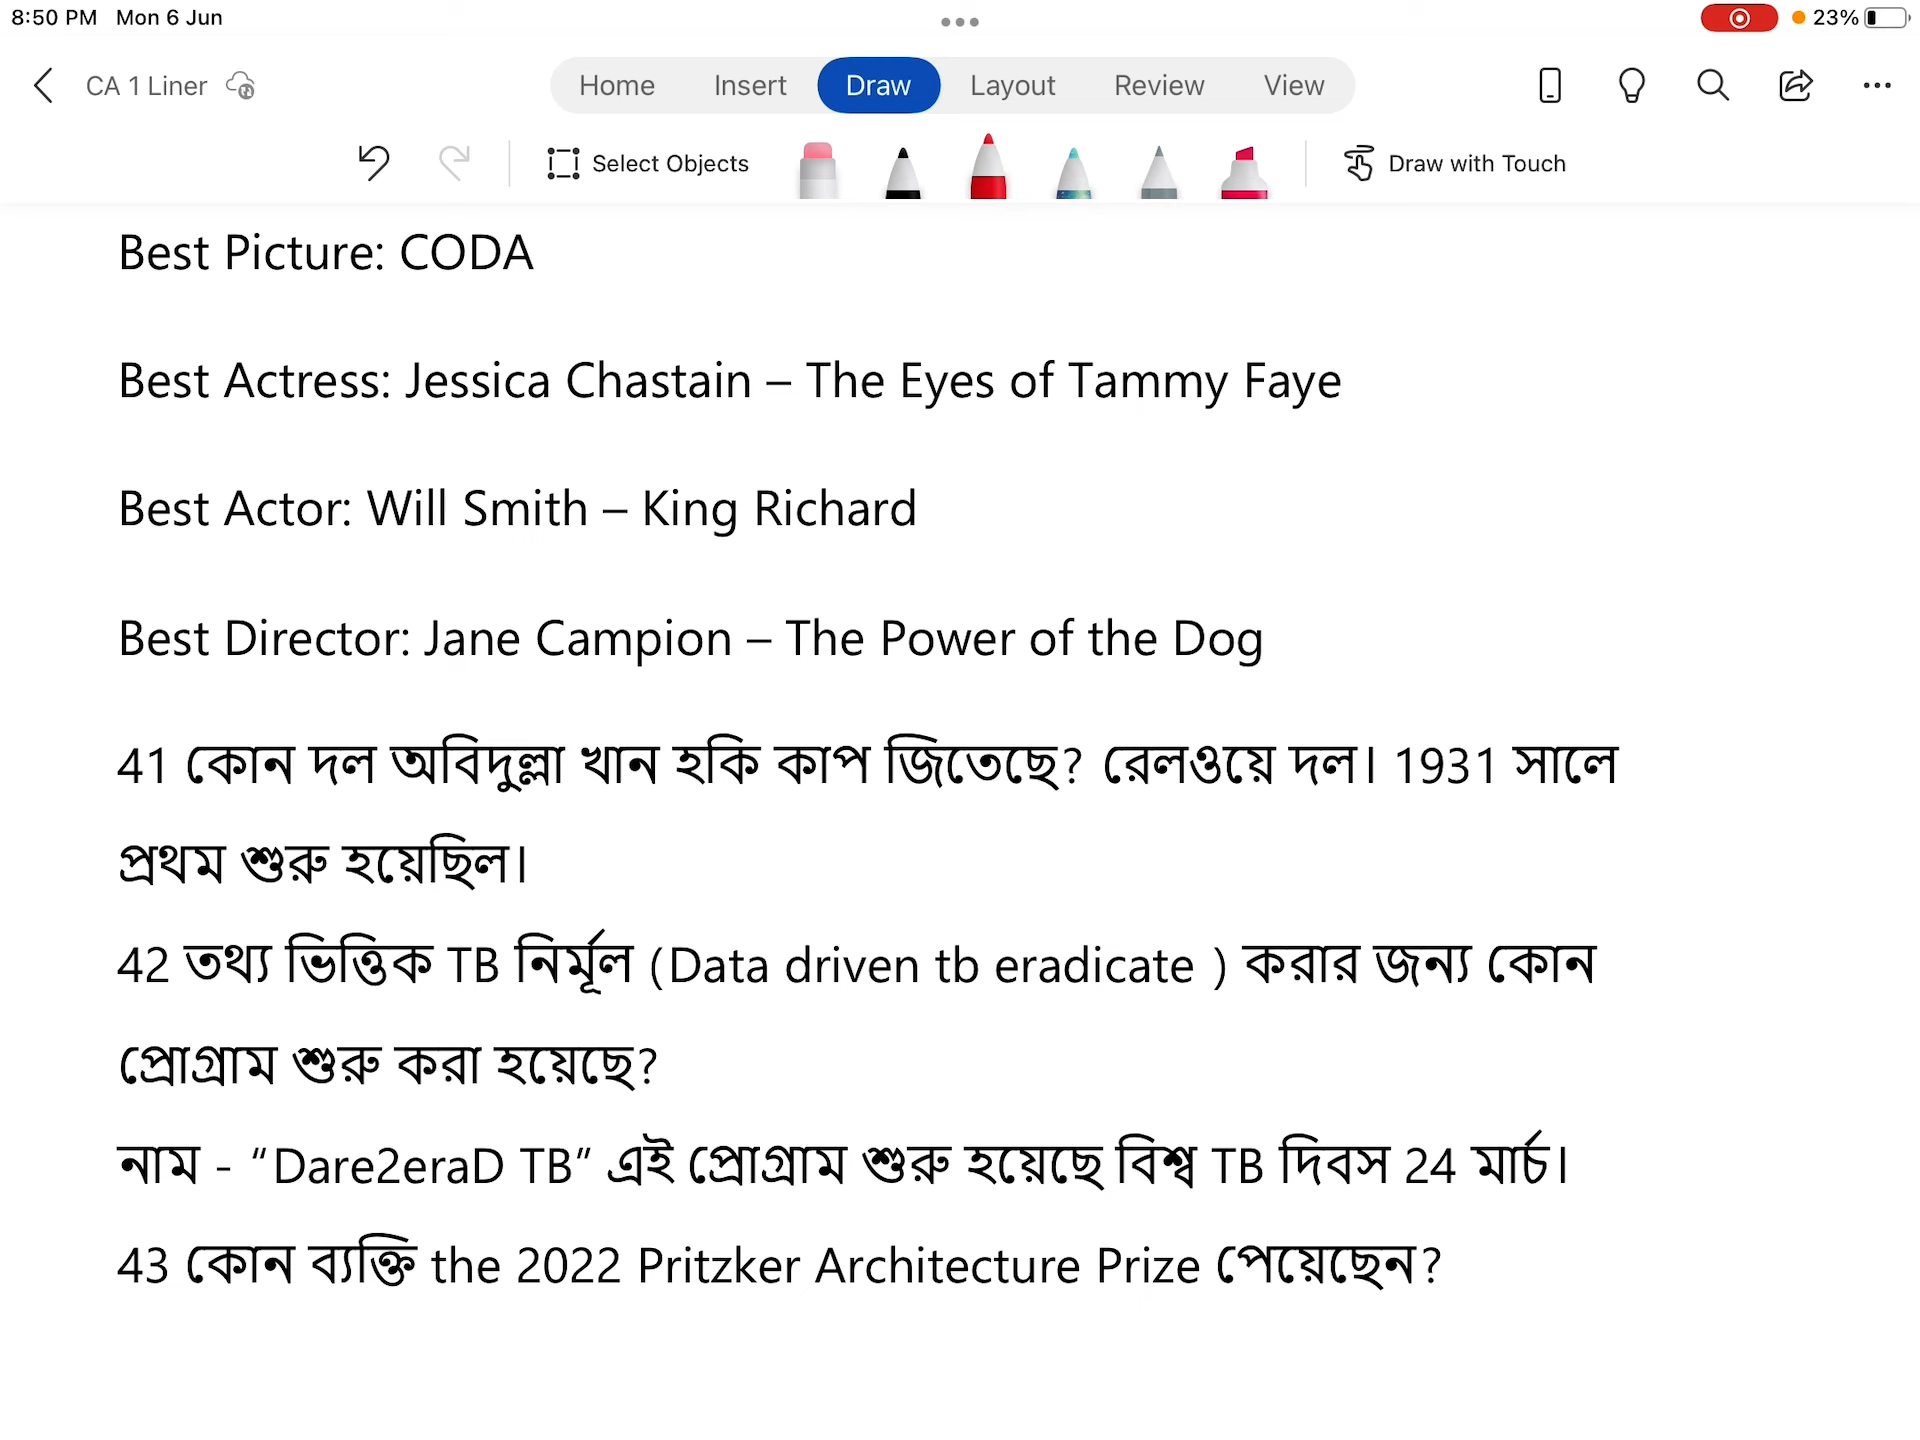 8:50 PM Mon 6 Jun
23%
CA 1 Liner
Home Insert Draw Layout Review View
Select Objects
Draw with Touch
Best Picture: CODA
Best Actress: Jessica Chastain – The Eyes of Tammy Faye
Best Actor: Will Smith – King Richard
Best Director: Jane Campion – The Power of the Dog
41 কোন দল অবিদুল্লা খান হকি কাপ জিতেছে? রেলওয়ে দল। 1931 সালে
প্রথম শুরু হয়েছিল।
42 তথ্য ভিত্তিক TB নির্মূল (Data driven tb eradicate ) করার জন্য কোন
প্রোগ্রাম শুরু করা হয়েছে?
নাম - “Dare2eraD TB” এই প্রোগ্রাম শুরু হয়েছে বিশ্ব TB দিবস 24 মার্চ।
43 কোন ব্যক্তি the 2022 Pritzker Architecture Prize পেয়েছেন?